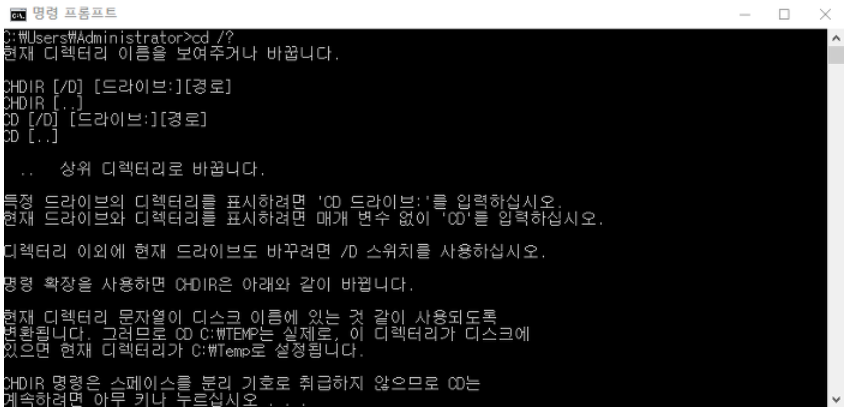 명령 프롬프트
C:₩Users₩Administrator>cd /?
현재 디렉터리 이름을 보여주거나 바꿉니다.
CHDIR [/D] [드라이브:][경로]
CHDIR [..]
CD [/D] [드라이브:][경로]
CD [..]
.. 상위 디렉터리로 바꿉니다.
특정 드라이브의 디렉터리를 표시하려면 'CD 드라이브:'를 입력하십시오.
현재 드라이브와 디렉터리를 표시하려면 매개 변수 없이 'CD'를 입력하십시오.
디렉터리 이외에 현재 드라이브도 바꾸려면 /D 스위치를 사용하십시오.
명령 확장을 사용하면 CHDIR은 아래와 같이 바뀝니다.
현재 디렉터리 문자열이 디스크 이름에 있는 것 같이 사용되도록
변환됩니다. 그러므로 CD C:₩TEMP는 실제로, 이 디렉터리가 디스크에
있으면 현재 디렉터리가 C:₩Temp로 설정됩니다.
CHDIR 명령은 스페이스를 분리 기호로 취급하지 않으므로 CD는
계속하려면 아무 키나 누르십시오 . . .